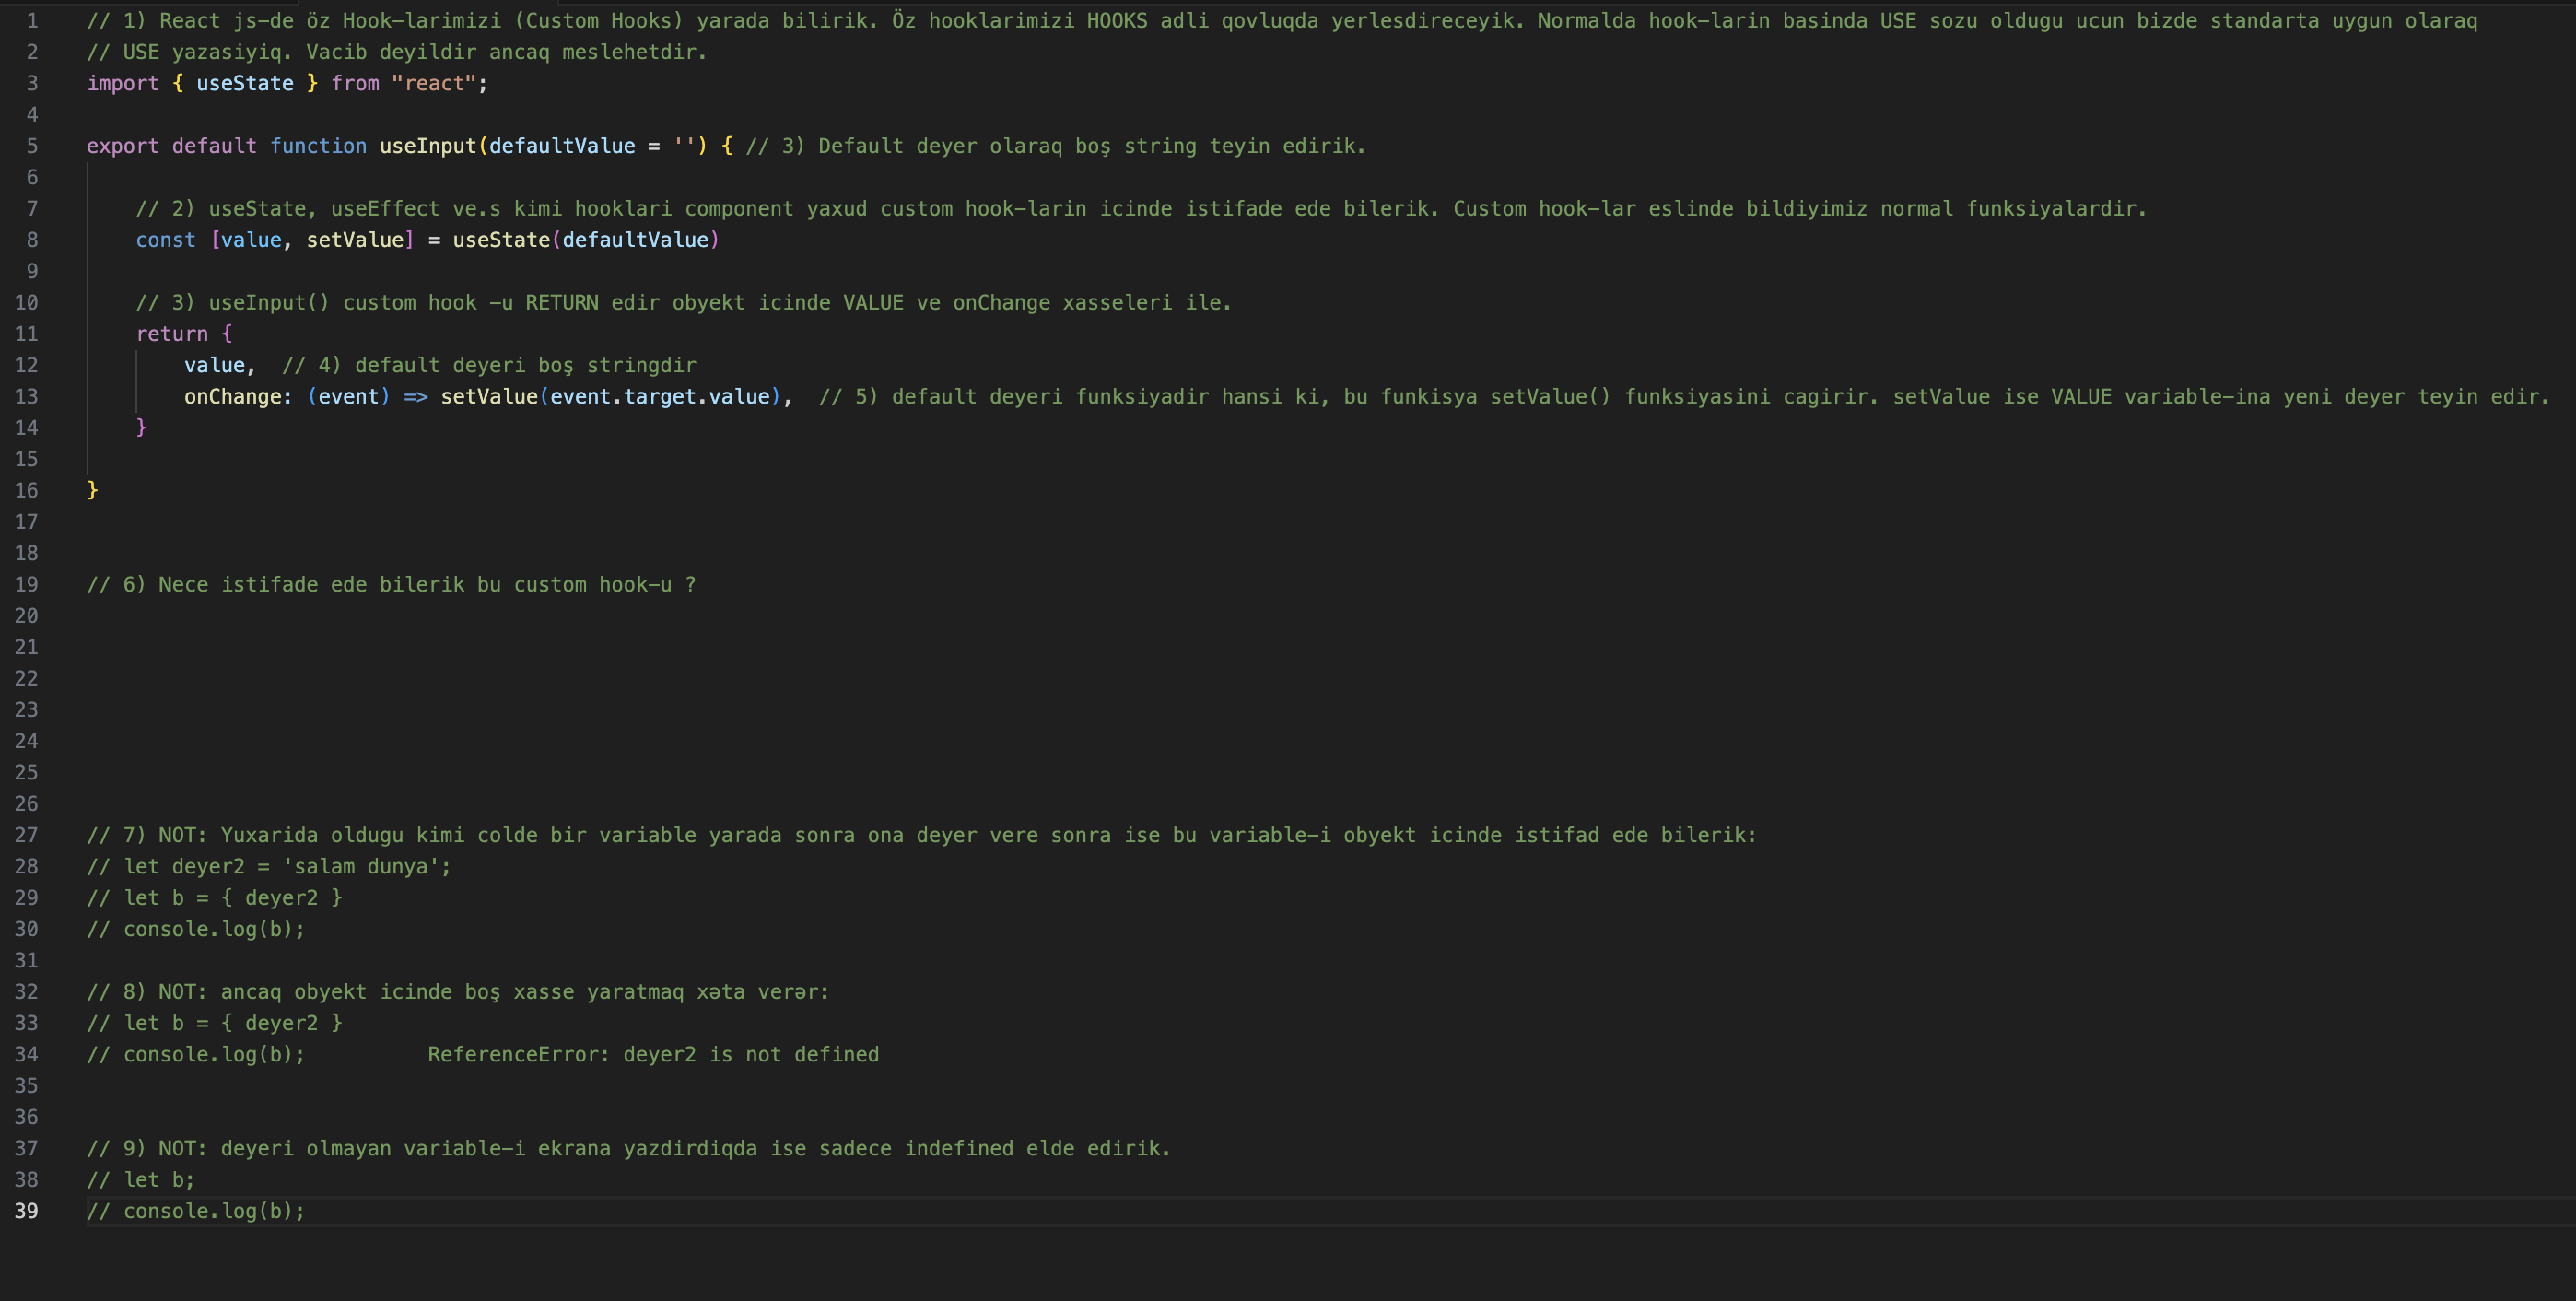 1 // 1) React js-de öz Hook-larimizi (Custom Hooks) yarada bilirik. Öz hooklarimizi HOOKS adli qovluqda yerlesdireceyik. Normalda hook-larin basinda USE sozu oldugu ucun bizde standarta uygun olaraq
2 // USE yazasiyiq. Vacib deyildir ancaq meslehetdir.
3 import { useState } from "react";
4
5 export default function useInput(defaultValue = '') { // 3) Default deyer olaraq boş string teyin edirik.
6
7 // 2) useState, useEffect ve.s kimi hooklari component yaxud custom hook-larin icinde istifade ede bilerik. Custom hook-lar eslinde bildiyimiz normal funksiyalardir.
8 const [value, setValue] = useState(defaultValue)
9
10 // 3) useInput() custom hook -u RETURN edir obyekt icinde VALUE ve onChange xasseleri ile.
11 return {
12 value, // 4) default deyeri boş stringdir
13 onChange: (event) => setValue(event.target.value), // 5) default deyeri funksiyadir hansi ki, bu funkisya setValue() funksiyasini cagirir. setValue ise VALUE variable-ina yeni deyer teyin edir.
14 }
15
16 }
17
18
19 // 6) Nece istifade ede bilerik bu custom hook-u ?
20
21
22
23
24
25
26
27 // 7) NOT: Yuxarida oldugu kimi colde bir variable yarada sonra ona deyer vere sonra ise bu variable-i obyekt icinde istifad ede bilerik:
28 // let deyer2 = 'salam dunya';
29 // let b = { deyer2 }
30 // console.log(b);
31
32 // 8) NOT: ancaq obyekt icinde boş xasse yaratmaq xəta verər:
33 // let b = { deyer2 }
34 // console.log(b); ReferenceError: deyer2 is not defined
35
36
37 // 9) NOT: deyeri olmayan variable-i ekrana yazdirdiqda ise sadece indefined elde edirik.
38 // let b;
39 // console.log(b);